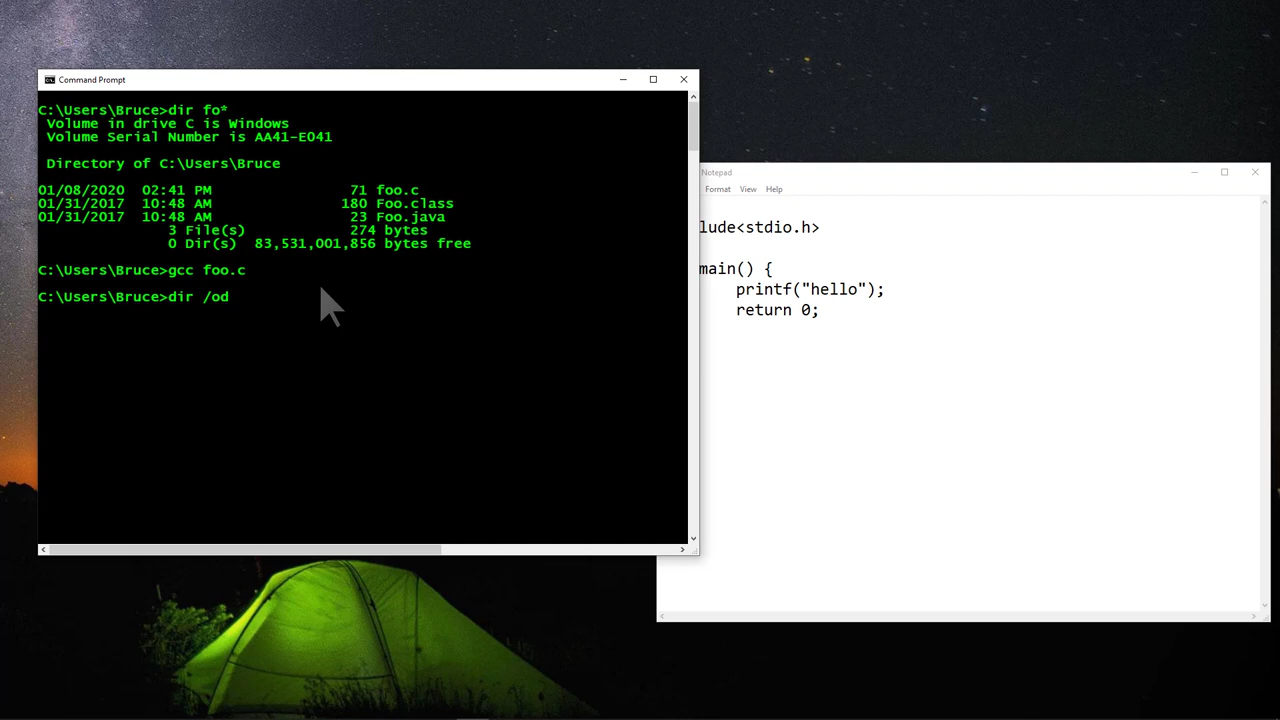 Command Prompt
C:\Users\Bruce>dir fo*
Volume in drive C is Windows
Volume Serial Number is AA41-E041
Directory of C:\Users\Bruce
01/08/2020 02:41 PM 71 foo.c
01/31/2017 10:48 AM 180 Foo.class
01/31/2017 10:48 AM 23 Foo.java
3 File(s) 274 bytes
0 Dir(s) 83,531,001,856 bytes free
C:\Users\Bruce>gcc foo.c
C:\Users\Bruce>dir /od
Notepad
Format View Help
lude<stdio.h>
main() {
printf("hello");
return 0;